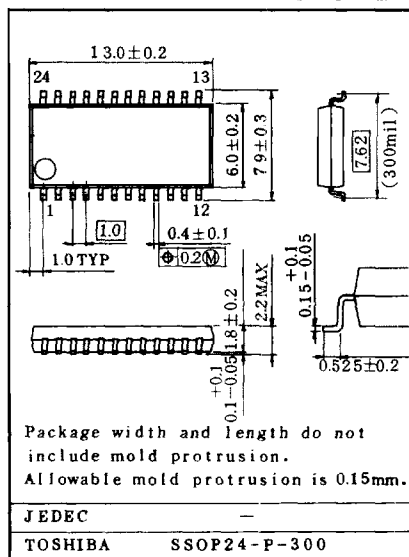 13.0±0.2
24 13
6.0±0.2
7.9±0.3
7.62
(300mil)
1 12
1.0
0.4±0.1
1.0 TYP
0.2 Ⓜ
+0.1
0.15-0.05
2.2MAX
1.8±0.2
+0.1
0.1-0.05
0.525±0.2
Package width and length do not
include mold protrusion.
Allowable mold protrusion is 0.15mm.
JEDEC —
TOSHIBA SSOP24-P-300